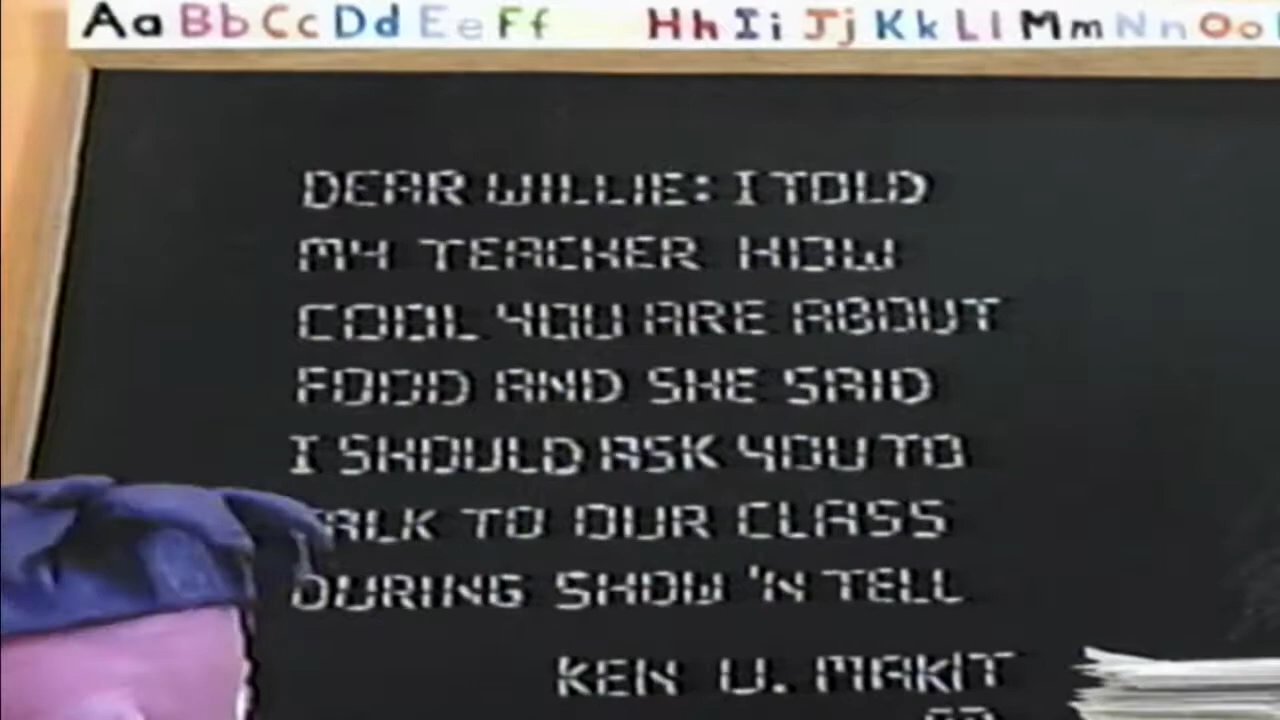 Aa Bb Cc Dd Ee Ff Hh Ii Jj Kk Ll Mm Nn Oo
DEAR WILLIE: I TOLD
MY TEACHER HOW
COOL YOU ARE ABOUT
FOOD AND SHE SAID
I SHOULD ASK YOU TO
TALK TO OUR CLASS
DURING SHOW 'N TELL
KEN U. MAKIT